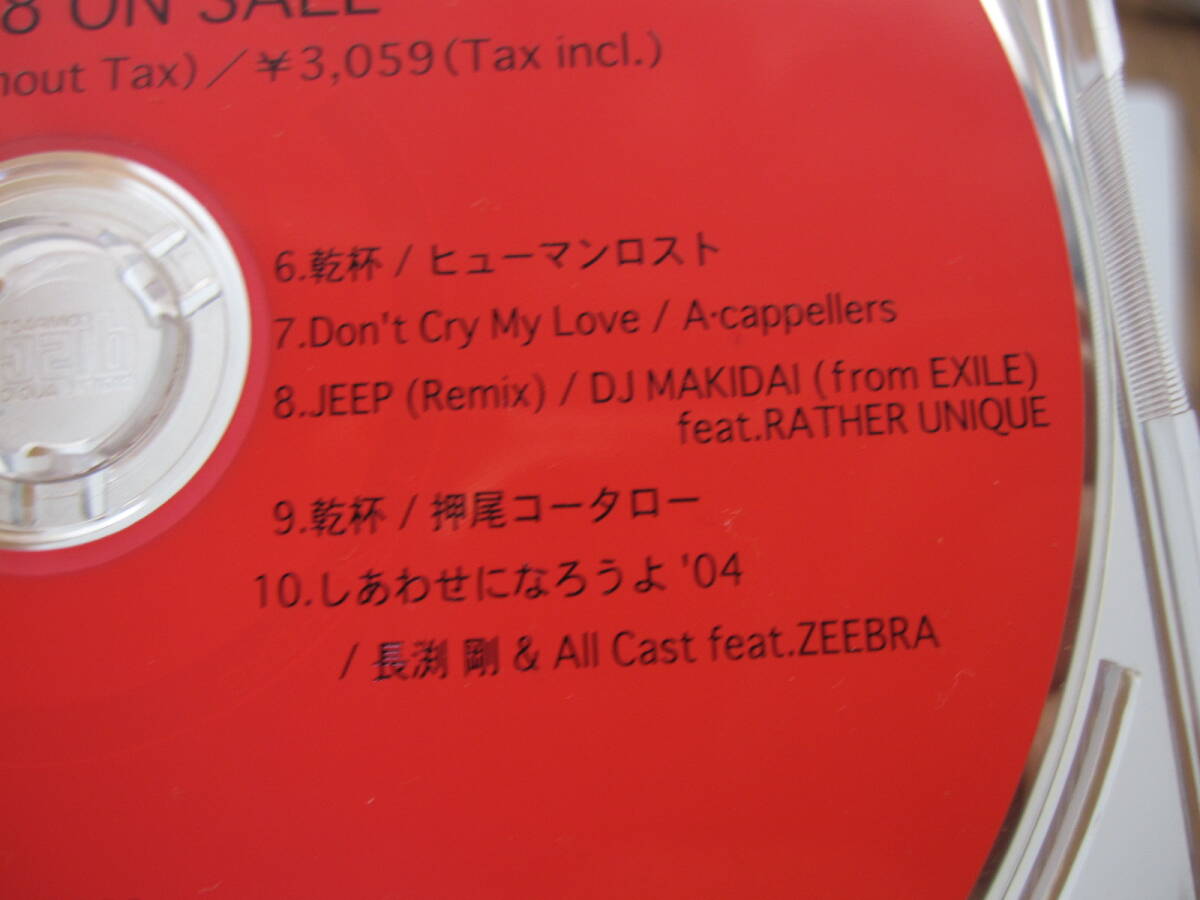 8 ON SALE
out Tax)／¥3,059(Tax incl.)
6.乾杯 / ヒューマンロスト
7.Don't Cry My Love / A·cappellers
8.JEEP (Remix) / DJ MAKIDAI (from EXILE)
feat.RATHER UNIQUE
9.乾杯 / 押尾コータロー
10.しあわせになろうよ '04
/ 長渕 剛 & All Cast feat.ZEEBRA